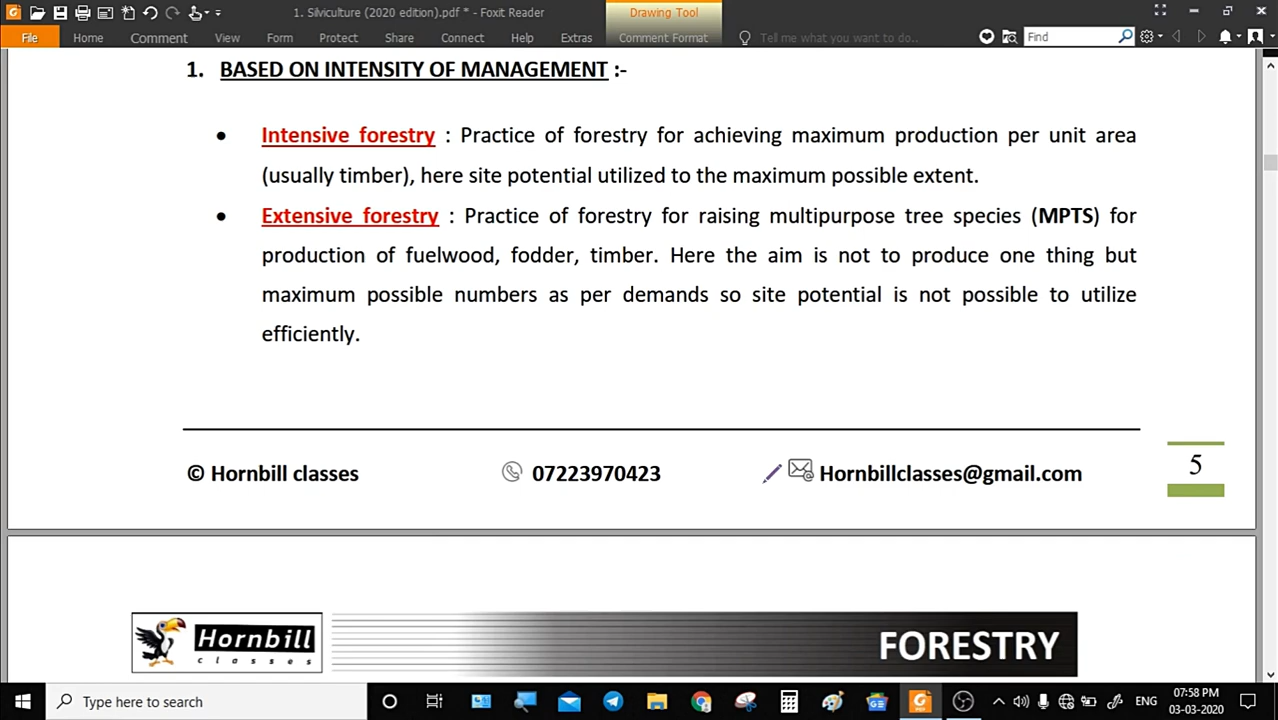 1. Silviculture (2020 edition).pdf * - Foxit Reader
Drawing Tool
File Home Comment View Form Protect Share Connect Help Extras Comment Format Tell me what you want to do.. Find
1. BASED ON INTENSITY OF MANAGEMENT :-
• Intensive forestry : Practice of forestry for achieving maximum production per unit area
(usually timber), here site potential utilized to the maximum possible extent.
• Extensive forestry : Practice of forestry for raising multipurpose tree species (MPTS) for
production of fuelwood, fodder, timber. Here the aim is not to produce one thing but
maximum possible numbers as per demands so site potential is not possible to utilize
efficiently.
© Hornbill classes 07223970423 Hornbillclasses@gmail.com 5
Hornbill
classes
FORESTRY
Type here to search
ENG
07:58 PM
03-03-2020